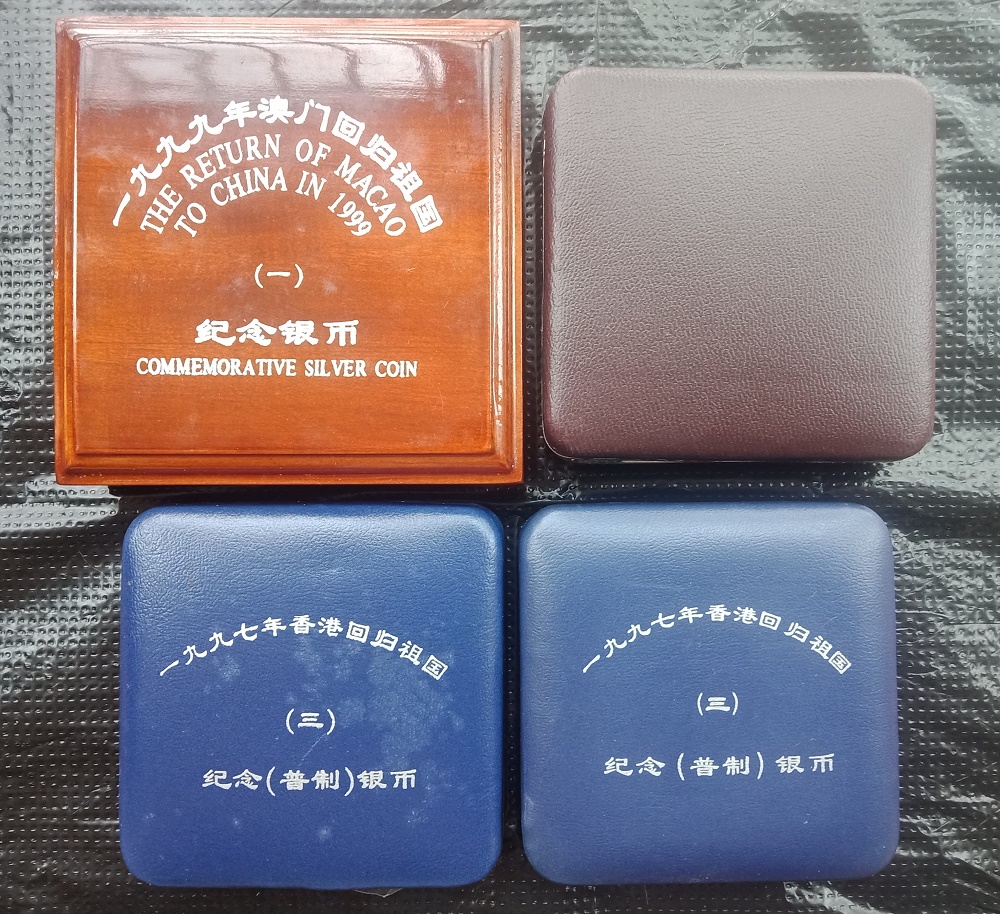 一九九九年澳门回归祖国
THE RETURN OF MACAO
TO CHINA IN 1999
(一)
纪念银币
COMMEMORATIVE SILVER COIN
一九九七年香港回归祖国
(三)
纪念(普制)银币
一九九七年香港回归祖国
(三)
纪念(普制)银币